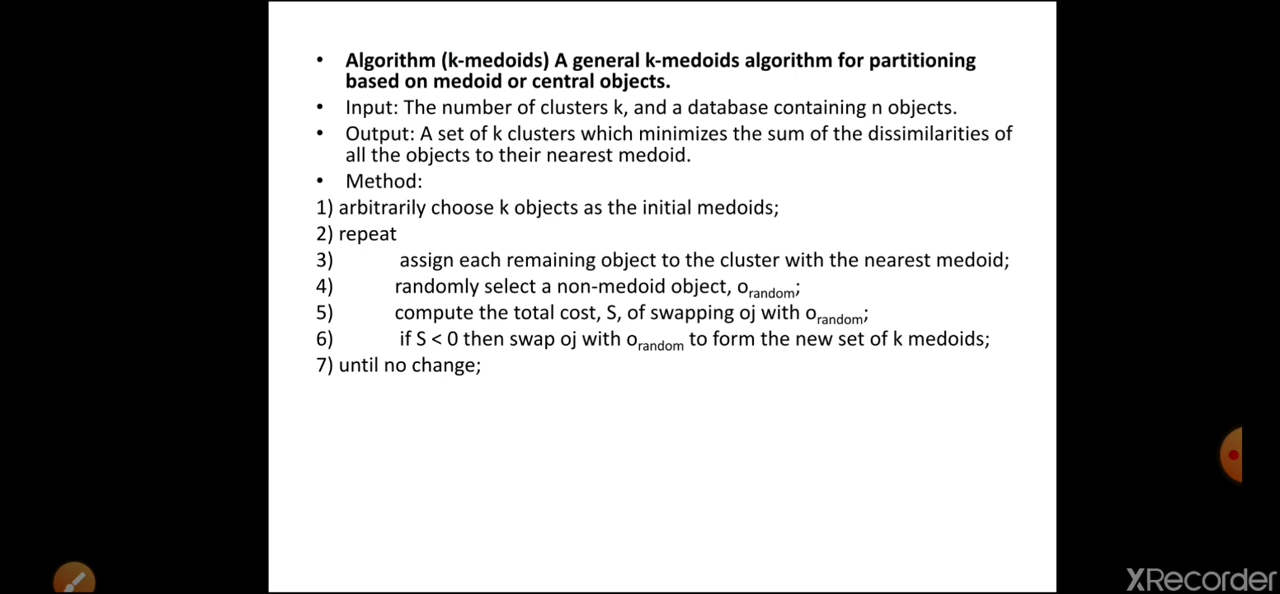 • Algorithm (k-medoids) A general k-medoids algorithm for partitioning
based on medoid or central objects.
• Input: The number of clusters k, and a database containing n objects.
• Output: A set of k clusters which minimizes the sum of the dissimilarities of
all the objects to their nearest medoid.
• Method:
1) arbitrarily choose k objects as the initial medoids;
2) repeat
3) assign each remaining object to the cluster with the nearest medoid;
4) randomly select a non-medoid object, orandom;
5) compute the total cost, S, of swapping oj with orandom;
6) if S < 0 then swap oj with orandom to form the new set of k medoids;
7) until no change;
XRecorder